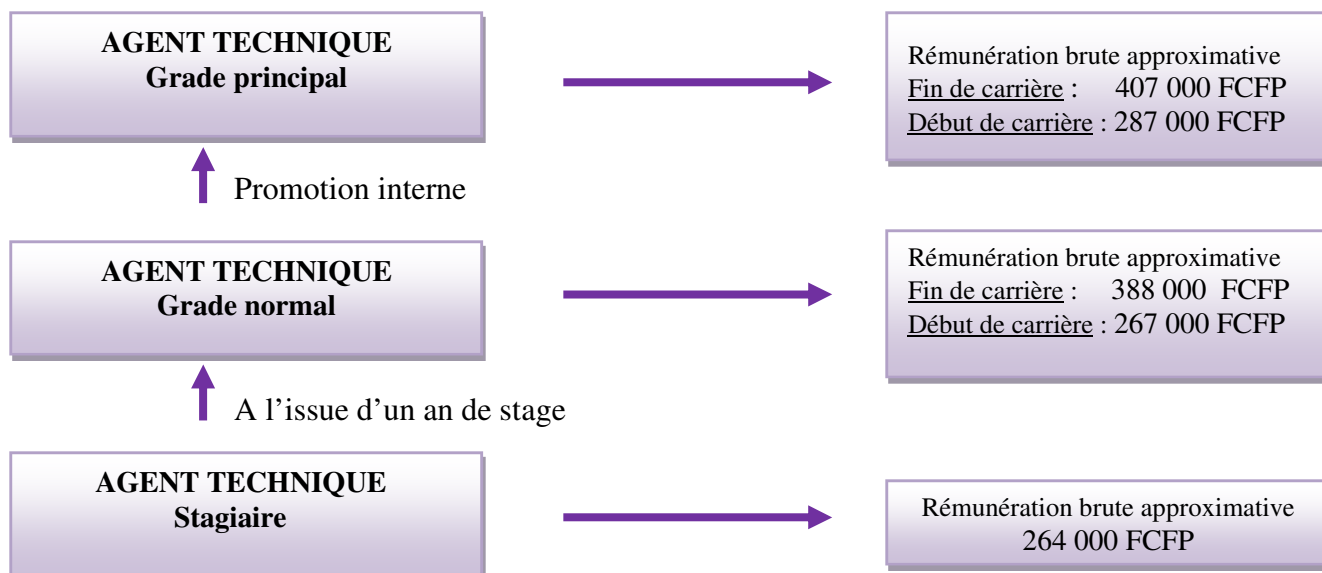 AGENT TECHNIQUE
Grade principal
Rémunération brute approximative
Fin de carrière : 407 000 FCFP
Début de carrière : 287 000 FCFP
Promotion interne
AGENT TECHNIQUE
Grade normal
Rémunération brute approximative
Fin de carrière : 388 000 FCFP
Début de carrière : 267 000 FCFP
A l’issue d’un an de stage
AGENT TECHNIQUE
Stagiaire
Rémunération brute approximative
264 000 FCFP